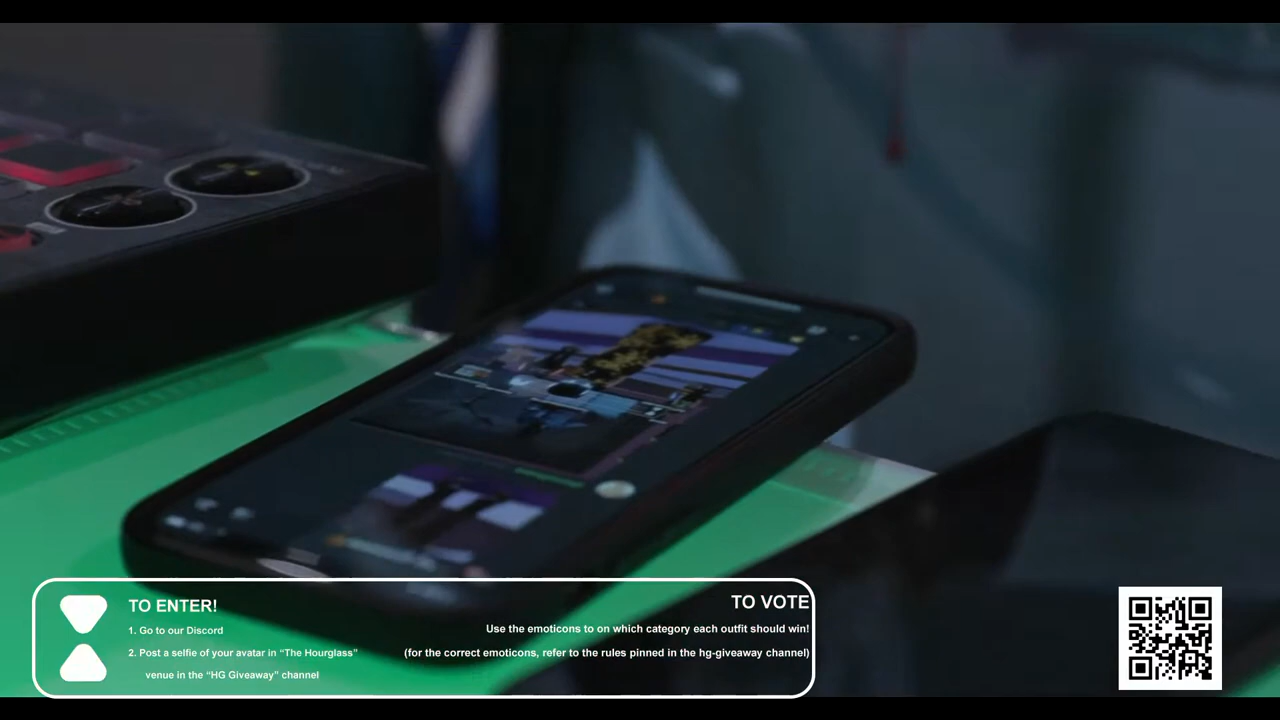 TO ENTER!
1. Go to our Discord
2. Post a selfie of your avatar in “The Hourglass”
venue in the “HG Giveaway” channel
TO VOTE
Use the emoticons to on which category each outfit should win!
(for the correct emoticons, refer to the rules pinned in the hg-giveaway channel)